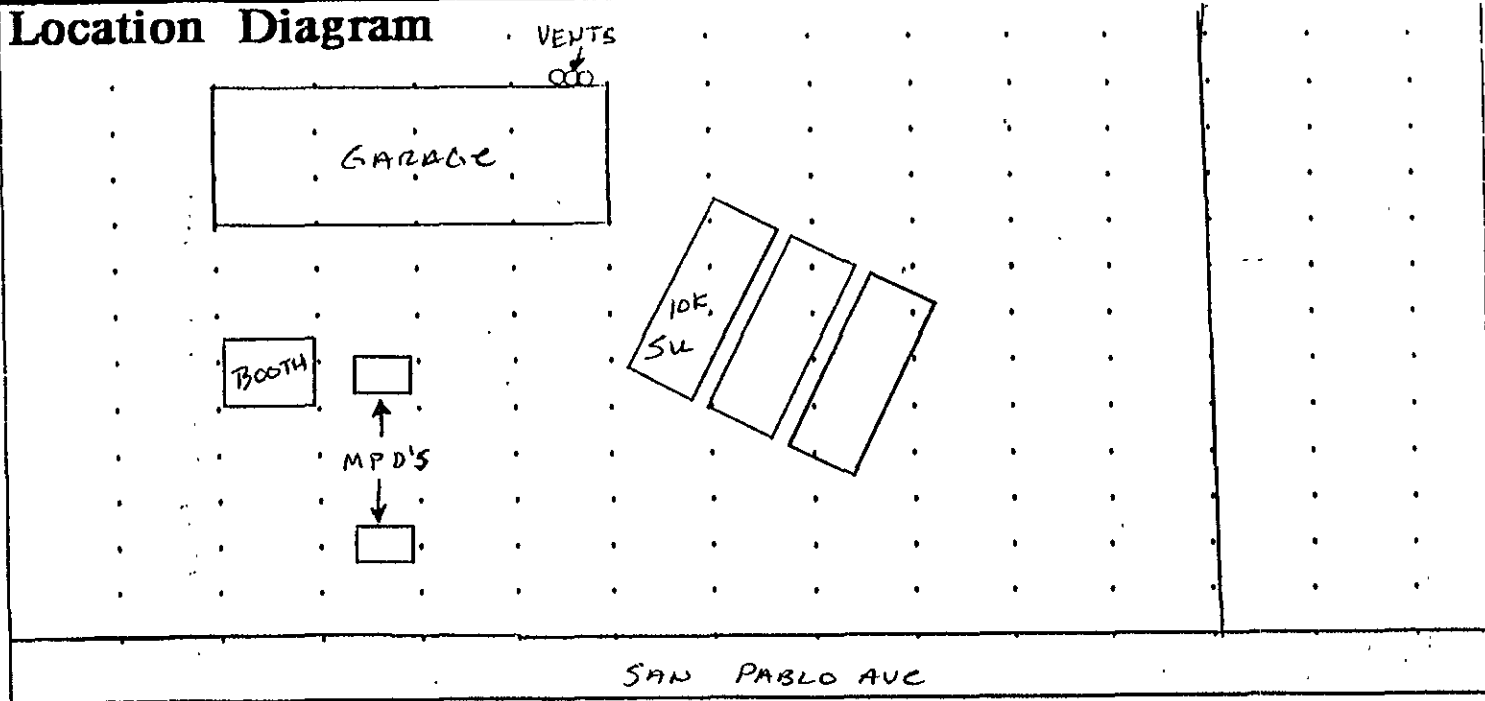 Location Diagram
VENTS
GARAGE
10K
SU
BOOTH
MPD'S
SAN PABLO AVE